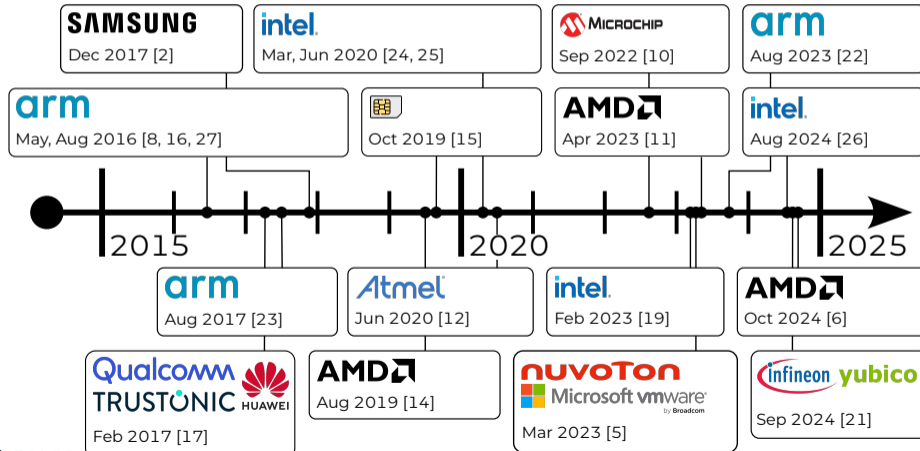 SAMSUNG
Dec 2017 [2]
intel.
Mar, Jun 2020 [24, 25]
MICROCHIP
Sep 2022 [10]
arm
Aug 2023 [22]
arm
May, Aug 2016 [8, 16, 27]
Oct 2019 [15]
AMD
Apr 2023 [11]
intel.
Aug 2024 [26]
2015
2020
2025
arm
Aug 2017 [23]
Atmel
Jun 2020 [12]
intel.
Feb 2023 [19]
AMD
Oct 2024 [6]
Qualcomm
TRUSTONIC HUAWEI
Feb 2017 [17]
AMD
Aug 2019 [14]
nuvoTon
Microsoft vmware
by Broadcom
Mar 2023 [5]
infineon yubico
Sep 2024 [21]